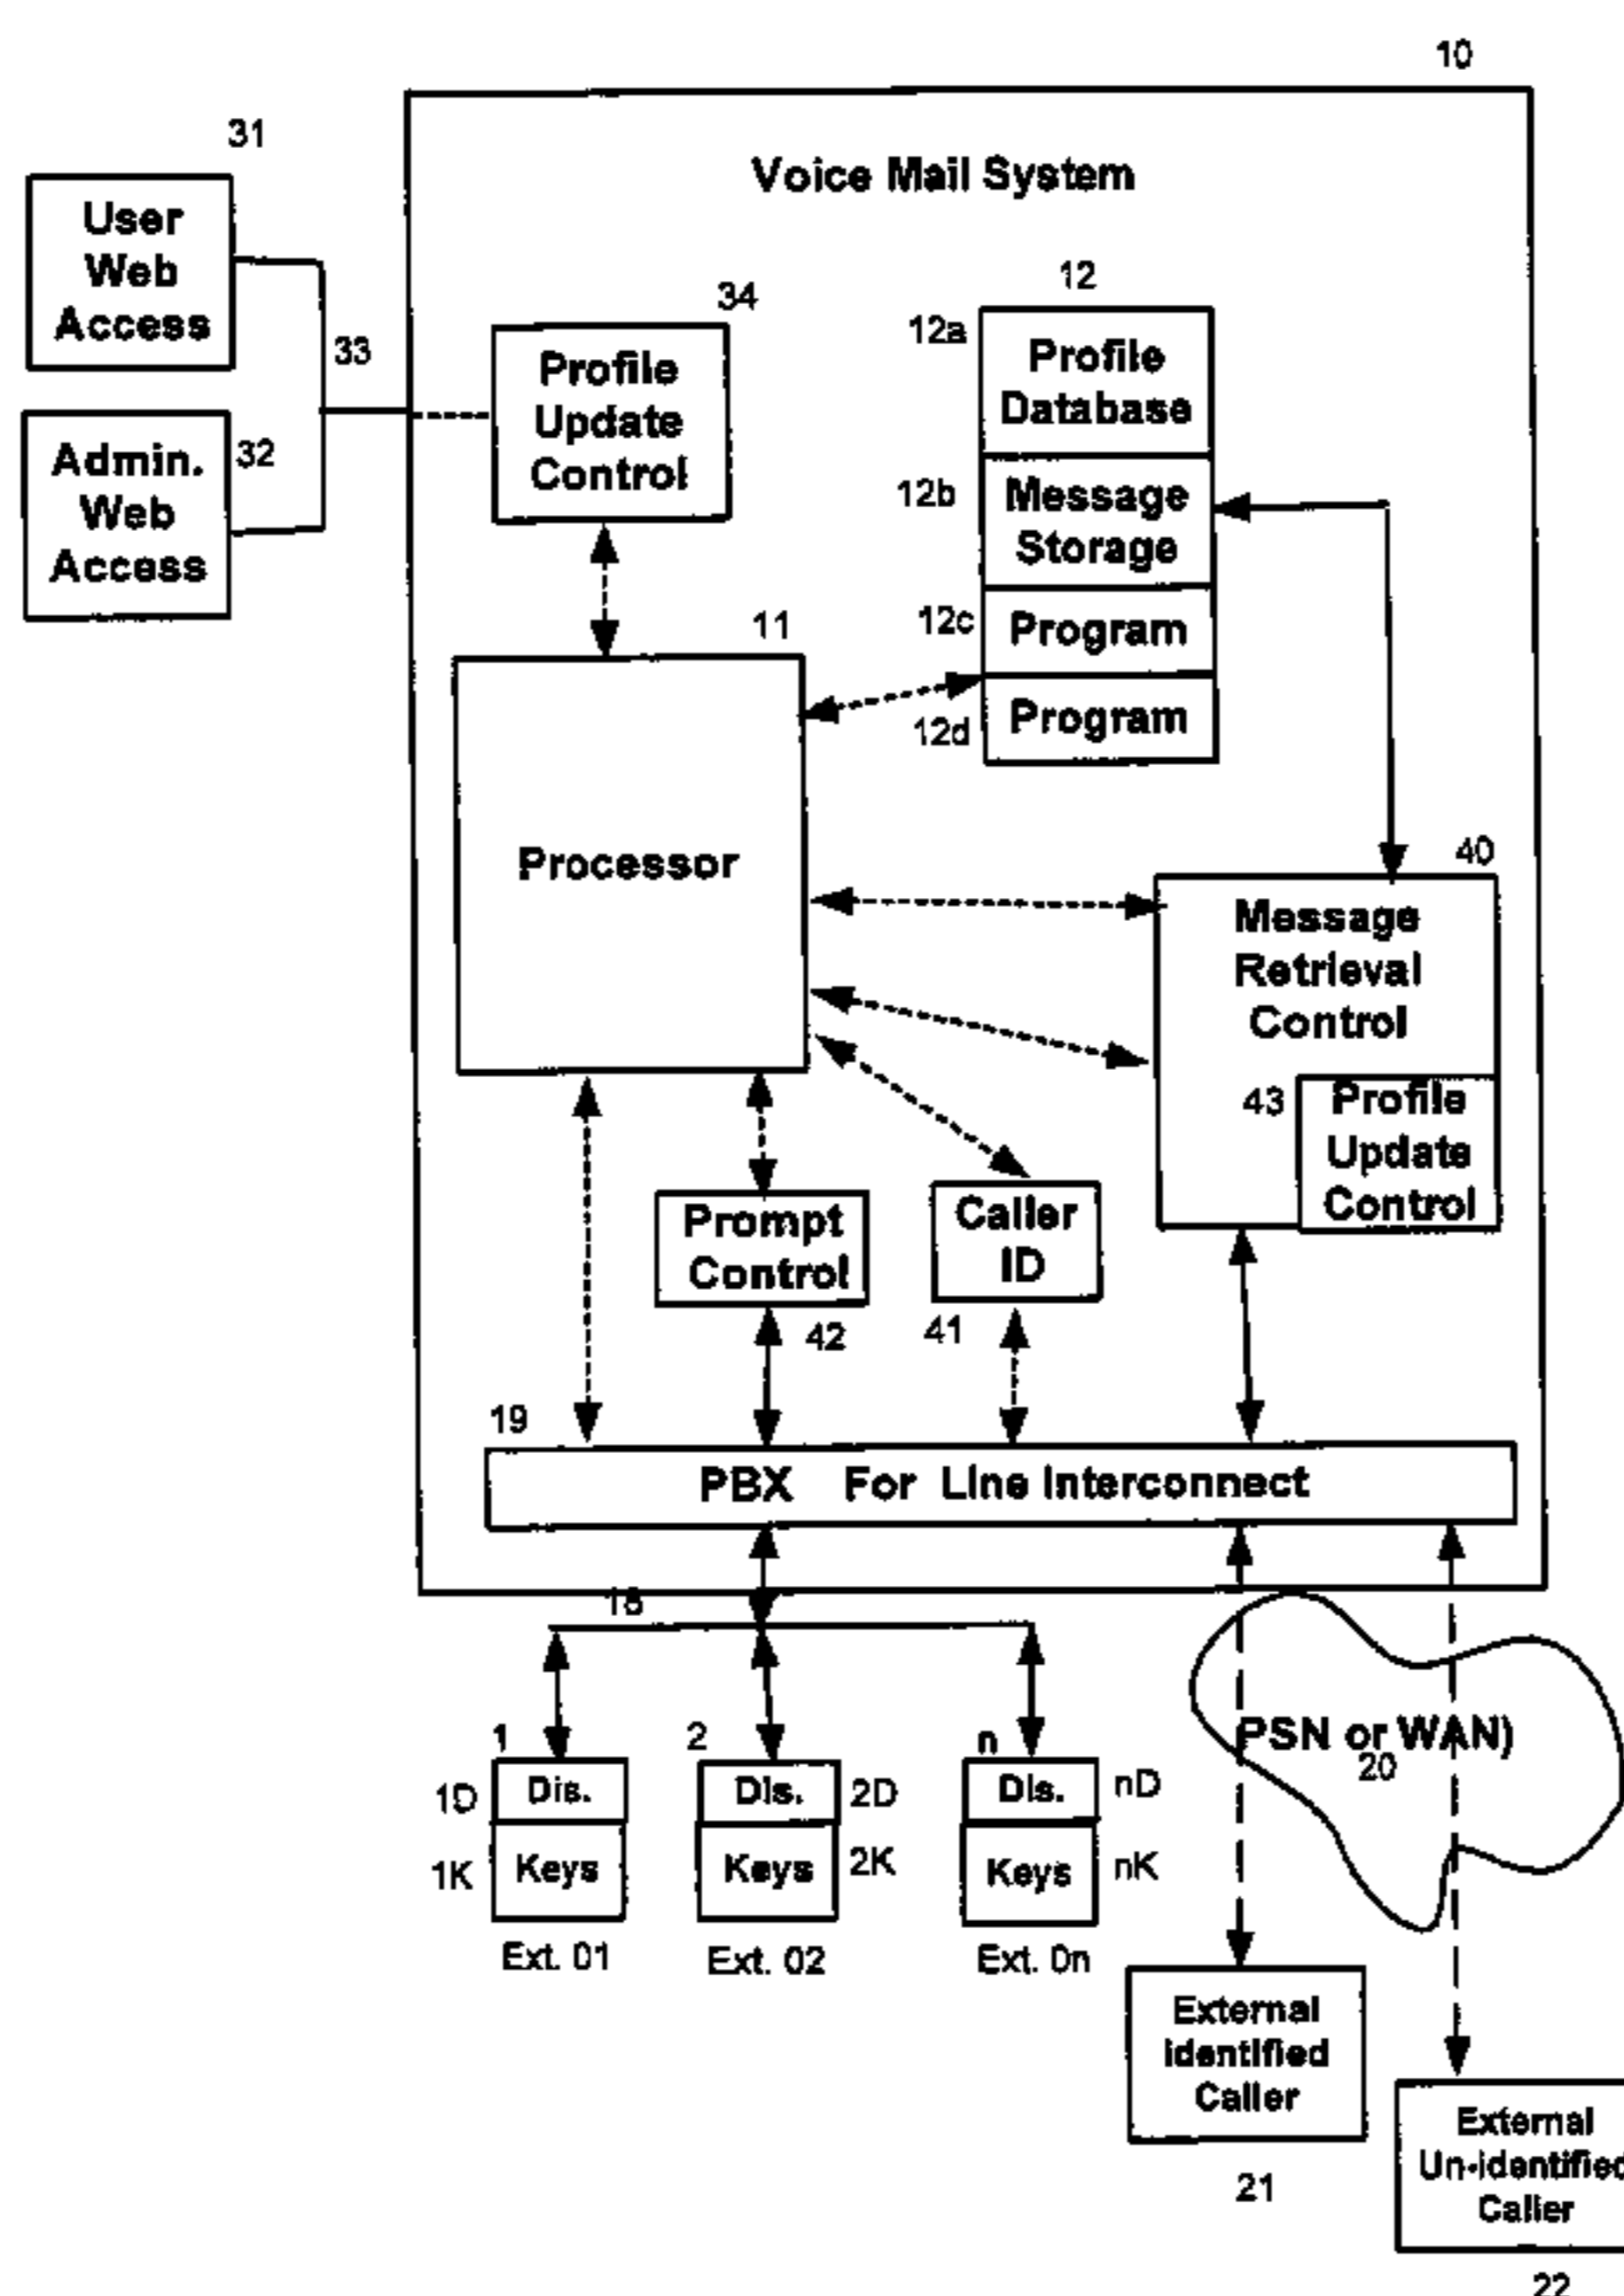 10
31
Voice Mail System
User
Web
Access
33
34
12
12a
Profile
Database
Profile
Update
Control
Admin.
Web
Access
32
12b
Message
Storage
11
12c
Program
12d
Program
Processor
40
Message
Retrieval
Control
43
Profile
Update
Control
Prompt
Control
42
Caller
ID
41
19
PBX For Line Interconnect
1
2
n
1D
Dis.
Dis.
2D
Dis.
nD
1K
Keys
Keys
2K
Keys
nK
Ext. 01
Ext. 02
Ext. 0n
PSN or WAN)
20
External
Identified
Caller
21
External
Un-identified
Caller
22